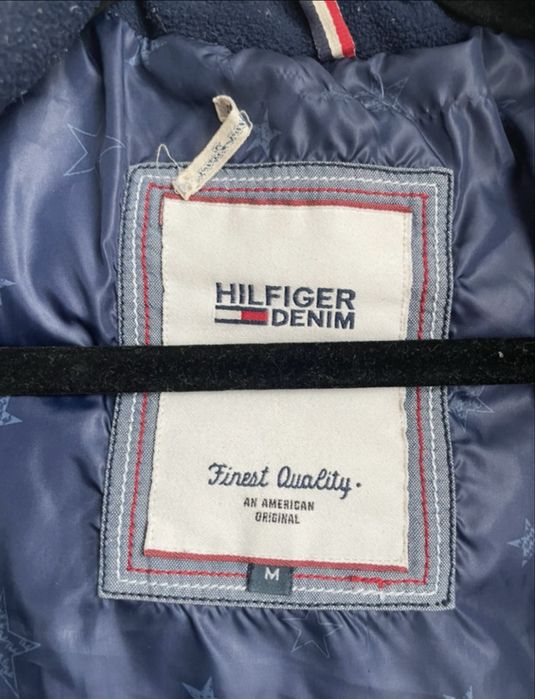 HILFIGER
DENIM
Finest Quality.
AN AMERICAN
ORIGINAL
M